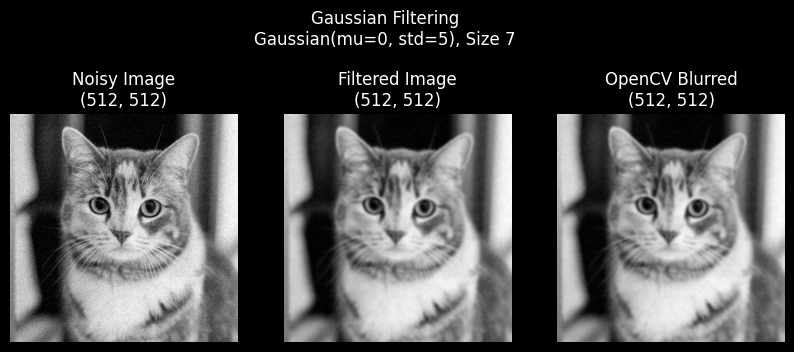 Gaussian Filtering
Gaussian(mu=0, std=5), Size 7
Noisy Image
(512, 512)
Filtered Image
(512, 512)
OpenCV Blurred
(512, 512)